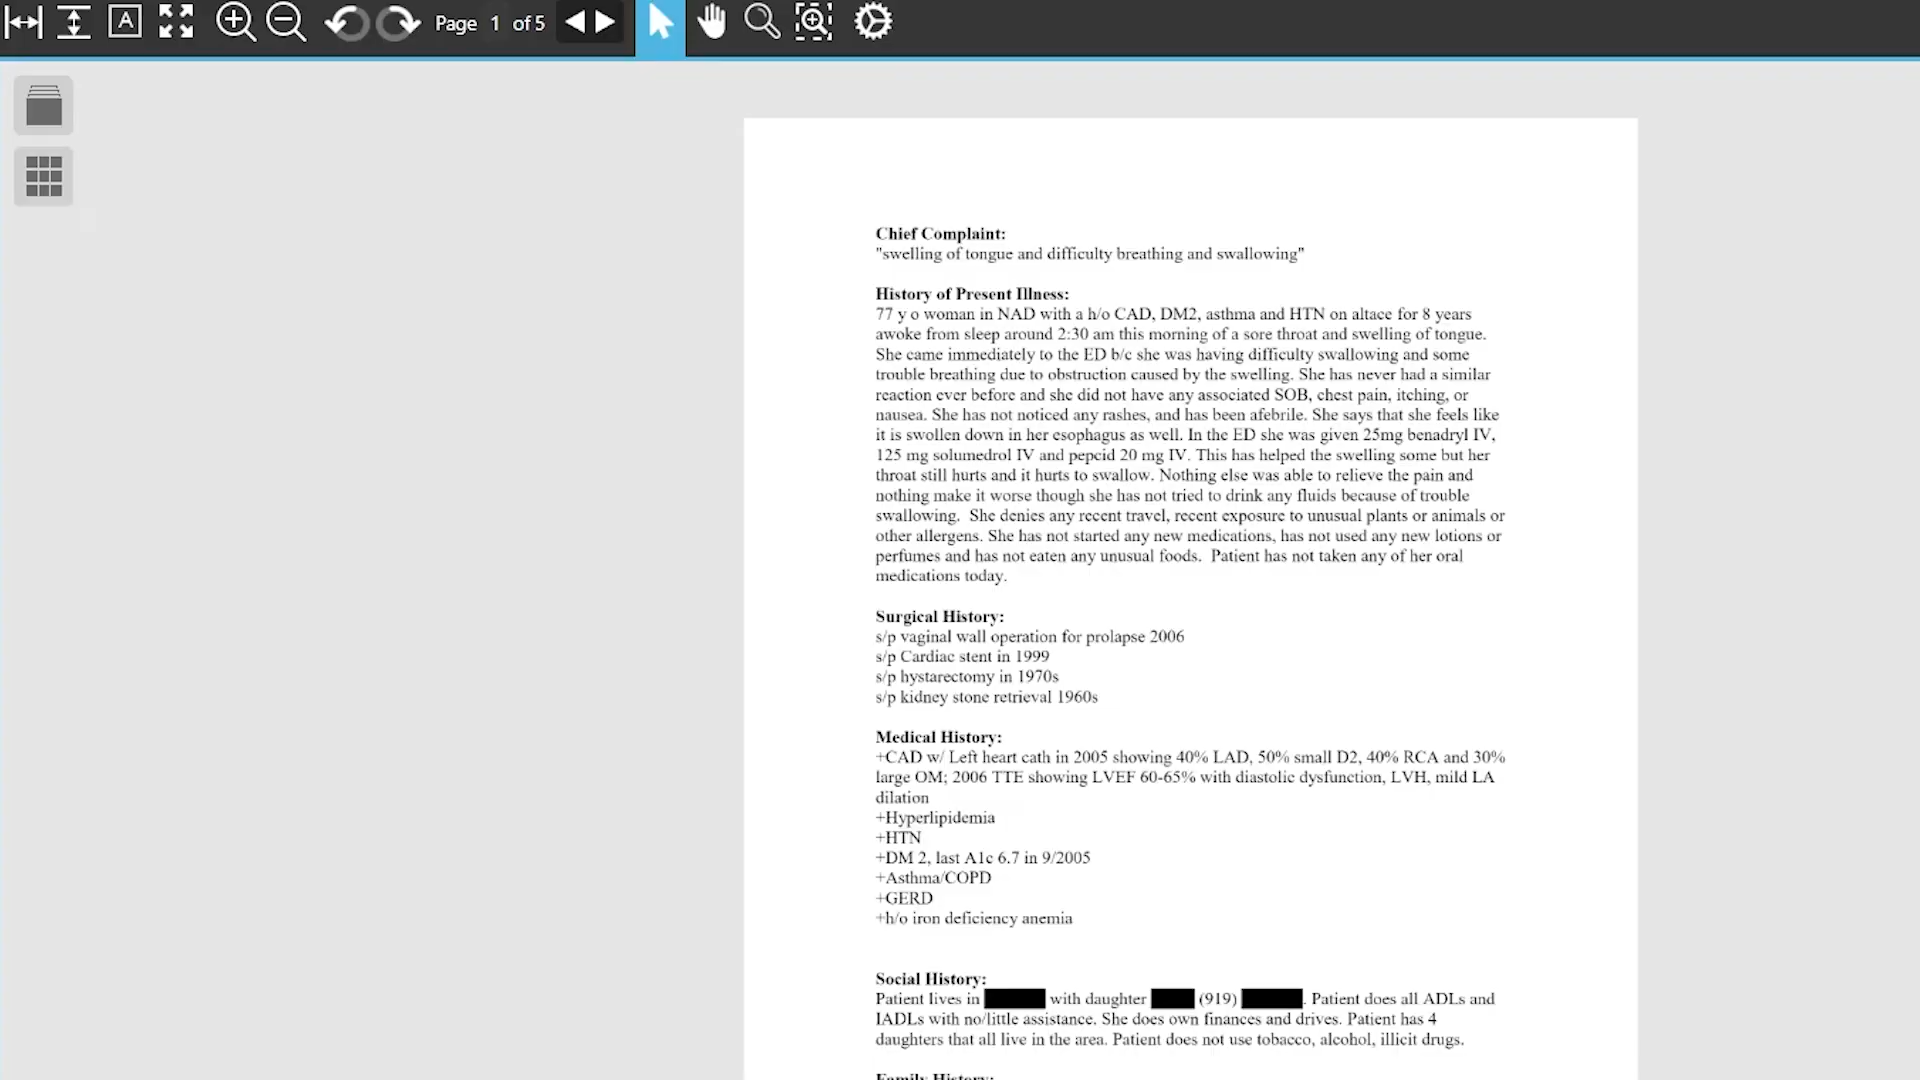 A
Page 1 of 5
Chief Complaint:
"swelling of tongue and difficulty breathing and swallowing"
History of Present Illness:
77 y o woman in NAD with a h/o CAD, DM2, asthma and HTN on altace for 8 years
awoke from sleep around 2:30 am this morning of a sore throat and swelling of tongue.
She came immediately to the ED b/c she was having difficulty swallowing and some
trouble breathing due to obstruction caused by the swelling. She has never had a similar
reaction ever before and she did not have any associated SOB, chest pain, itching, or
nausea. She has not noticed any rashes, and has been afebrile. She says that she feels like
it is swollen down in her esophagus as well. In the ED she was given 25mg benadryl IV,
125 mg solumedrol IV and pepcid 20 mg IV. This has helped the swelling some but her
throat still hurts and it hurts to swallow. Nothing else was able to relieve the pain and
nothing make it worse though she has not tried to drink any fluids because of trouble
swallowing.  She denies any recent travel, recent exposure to unusual plants or animals or
other allergens. She has not started any new medications, has not used any new lotions or
perfumes and has not eaten any unusual foods.  Patient has not taken any of her oral
medications today.
Surgical History:
s/p vaginal wall operation for prolapse 2006
s/p Cardiac stent in 1999
s/p hystarectomy in 1970s
s/p kidney stone retrieval 1960s
Medical History:
+CAD w/ Left heart cath in 2005 showing 40% LAD, 50% small D2, 40% RCA and 30%
large OM; 2006 TTE showing LVEF 60-65% with diastolic dysfunction, LVH, mild LA
dilation
+Hyperlipidemia
+HTN
+DM 2, last A1c 6.7 in 9/2005
+Asthma/COPD
+GERD
+h/o iron deficiency anemia
Social History:
Patient lives in with daughter (919) . Patient does all ADLs and
IADLs with no/little assistance. She does own finances and drives. Patient has 4
daughters that all live in the area. Patient does not use tobacco, alcohol, illicit drugs.
Family History: